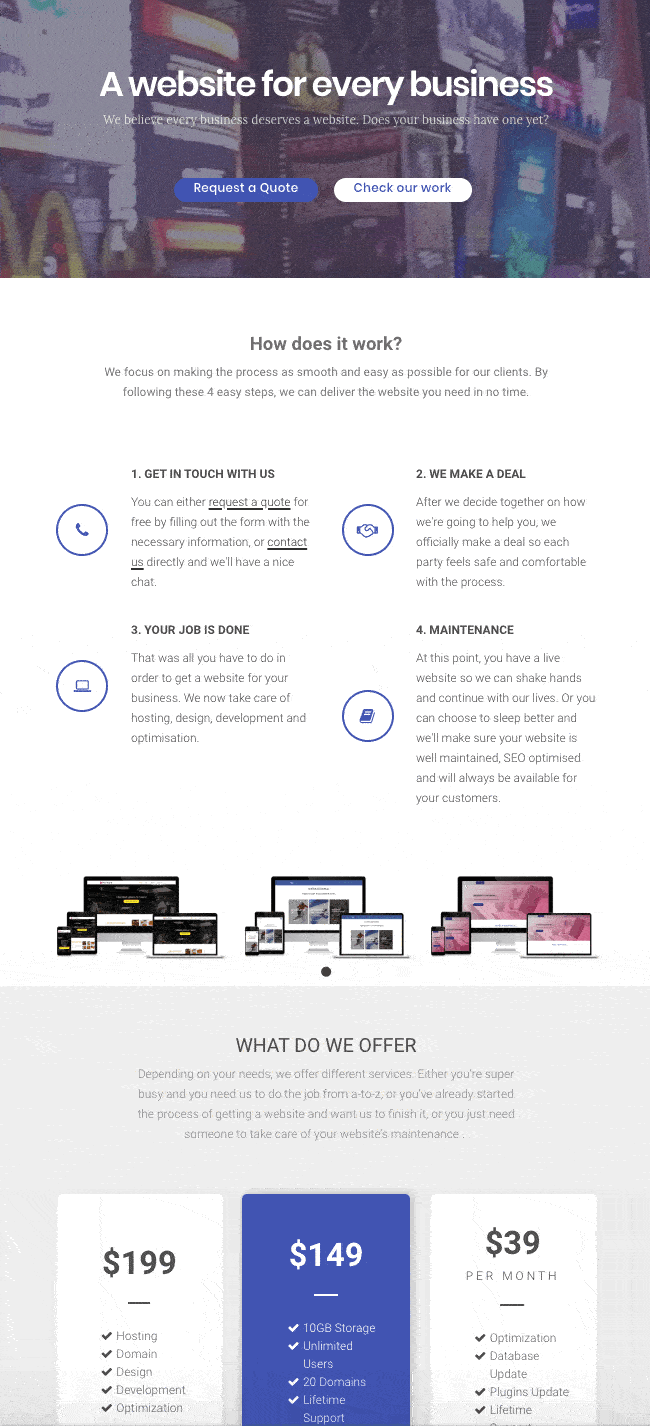 A website for every business
We believe every business deserves a website. Does your business have one yet?
Request a Quote
Check our work
How does it work?
We focus on making the process as smooth and easy as possible for our clients. By
following these 4 easy steps, we can deliver the website you need in no time.
1. GET IN TOUCH WITH US
You can either request a quote for
free by filling out the form with the
necessary information, or contact
us directly and we'll have a nice
chat.
2. WE MAKE A DEAL
After we decide together on how
we're going to help you, we
officially make a deal so each
party feels safe and comfortable
with the process.
3. YOUR JOB IS DONE
That was all you have to do in
order to get a website for your
business. We now take care of
hosting, design, development and
optimisation.
4. MAINTENANCE
At this point, you have a live
website so we can shake hands
and continue with our lives. Or you
can choose to sleep better and
we'll make sure your website is
well maintained, SEO optimised
and will always be available for
your customers.
WHAT DO WE OFFER
Depending on your needs, we offer different services. Either you're super
busy and you need us to do the job from a-to-z, or you've already started
the process of getting a website and want us to finish it, or you just need
someone to take care of your website's maintenance .
$199
Hosting
Domain
Design
Development
Optimization
$149
10GB Storage
Unlimited
Users
20 Domains
Lifetime
Support
$39
PER MONTH
Optimization
Database
Update
Plugins Update
Lifetime